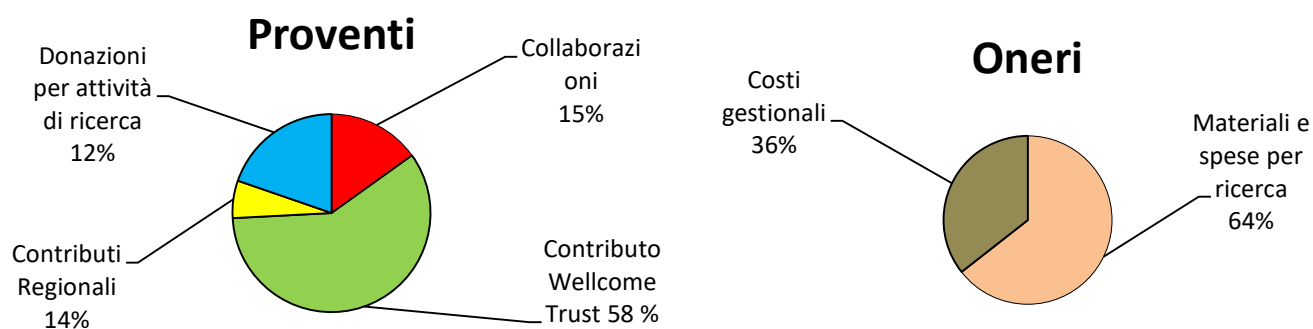 Proventi
Donazioni
per attività
di ricerca
12%
Collaborazi
oni
15%
Contributi
Regionali
14%
Contributo
Wellcome
Trust 58 %
Oneri
Costi
gestionali
36%
Materiali e
spese per
ricerca
64%